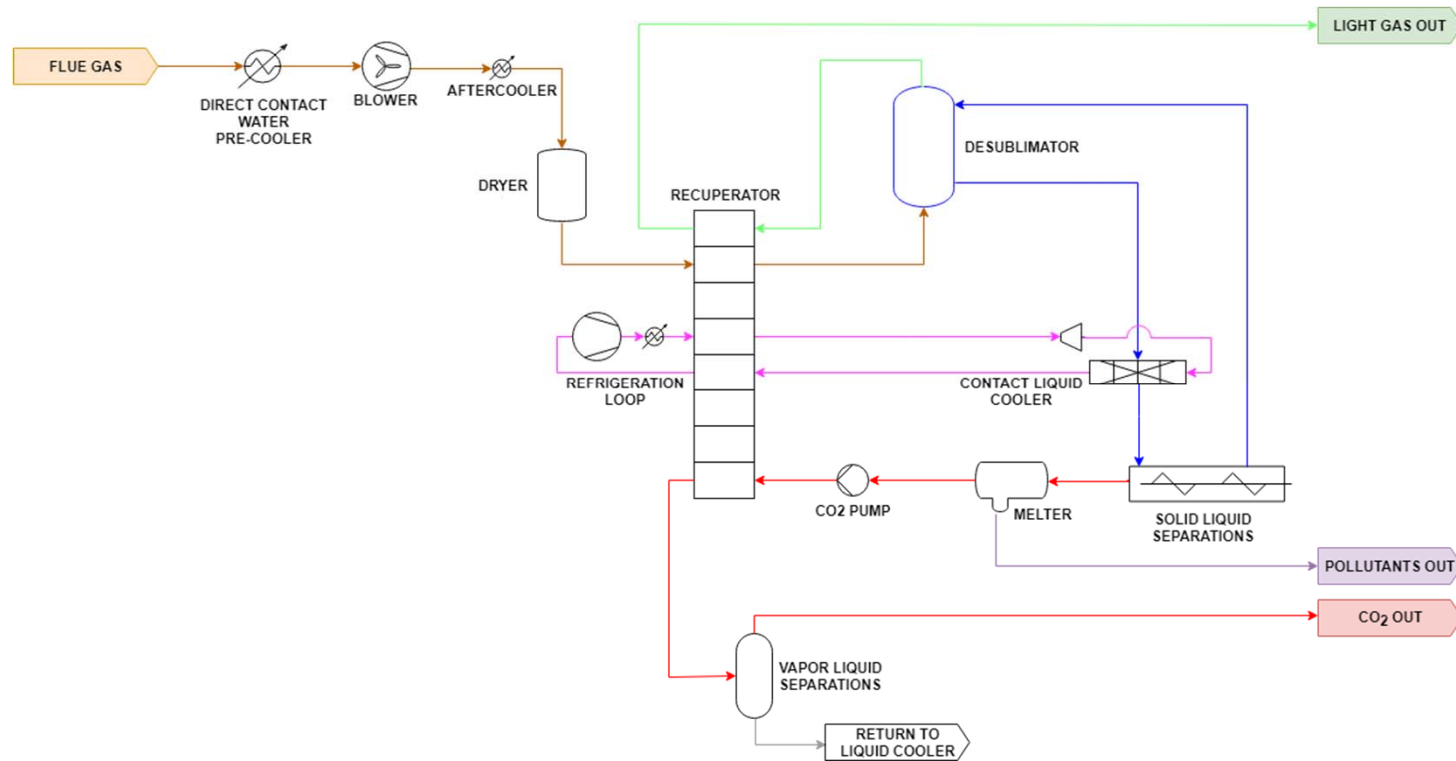 LIGHT GAS OUT
FLUE GAS
DIRECT CONTACT
WATER
PRE-COOLER
BLOWER
AFTERCOOLER
DRYER
RECUPERATOR
DESUBLIMATOR
REFRIGERATION
LOOP
CONTACT LIQUID
COOLER
CO2 PUMP
MELTER
SOLID LIQUID
SEPARATIONS
POLLUTANTS OUT
CO2 OUT
VAPOR LIQUID
SEPARATIONS
RETURN TO
LIQUID COOLER